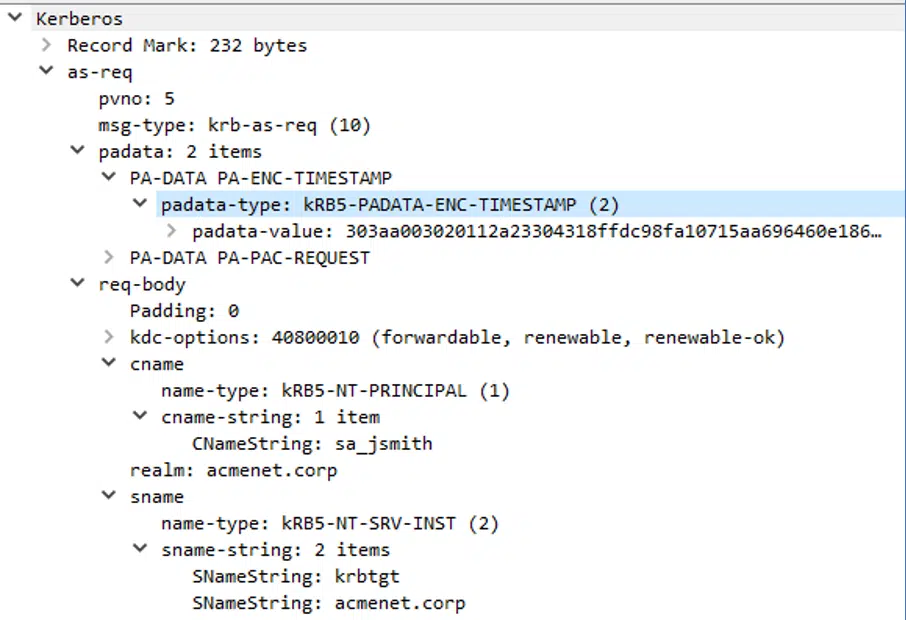 Kerberos
Record Mark: 232 bytes
as-req
pvno: 5
msg-type: krb-as-req (10)
padata: 2 items
PA-DATA PA-ENC-TIMESTAMP
padata-type: kRB5-PADATA-ENC-TIMESTAMP (2)
padata-value: 303aa003020112a23304318ffdc98fa10715aa696460e186…
PA-DATA PA-PAC-REQUEST
req-body
Padding: 0
kdc-options: 40800010 (forwardable, renewable, renewable-ok)
cname
name-type: kRB5-NT-PRINCIPAL (1)
cname-string: 1 item
CNameString: sa_jsmith
realm: acmenet.corp
sname
name-type: kRB5-NT-SRV-INST (2)
sname-string: 2 items
SNameString: krbtgt
SNameString: acmenet.corp